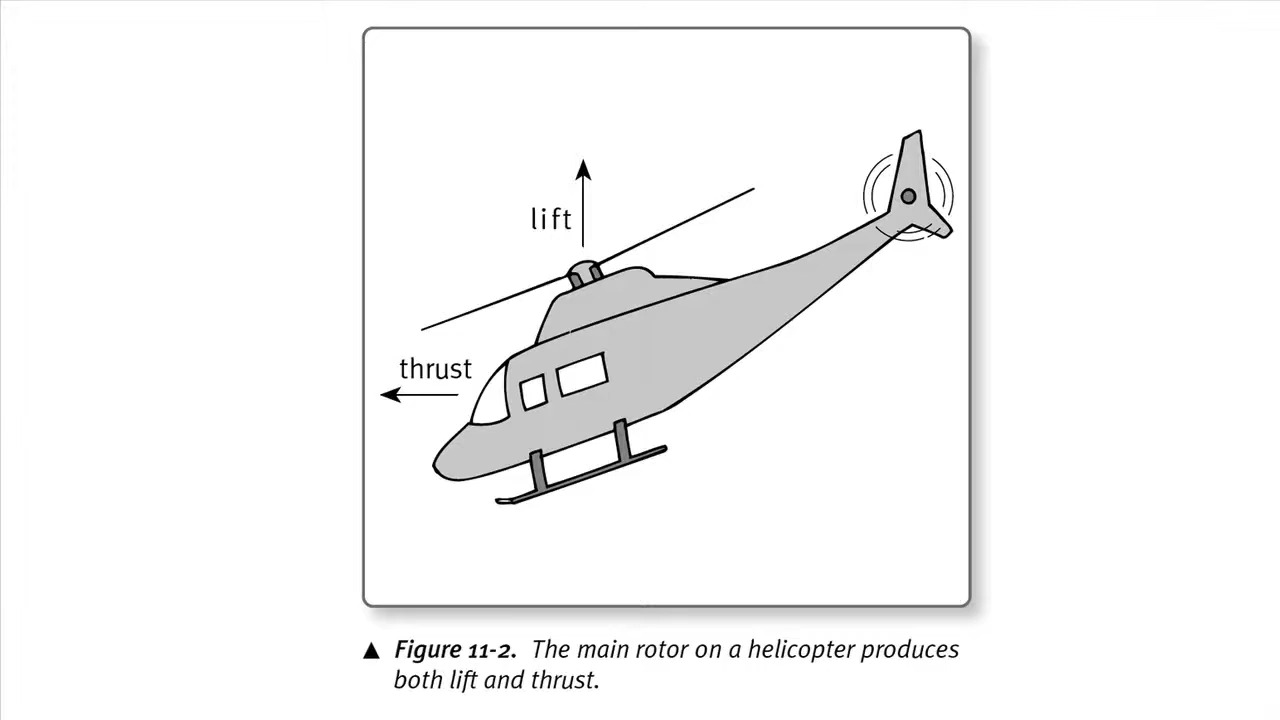 lift
thrust
▲ Figure 11-2. The main rotor on a helicopter produces
both lift and thrust.